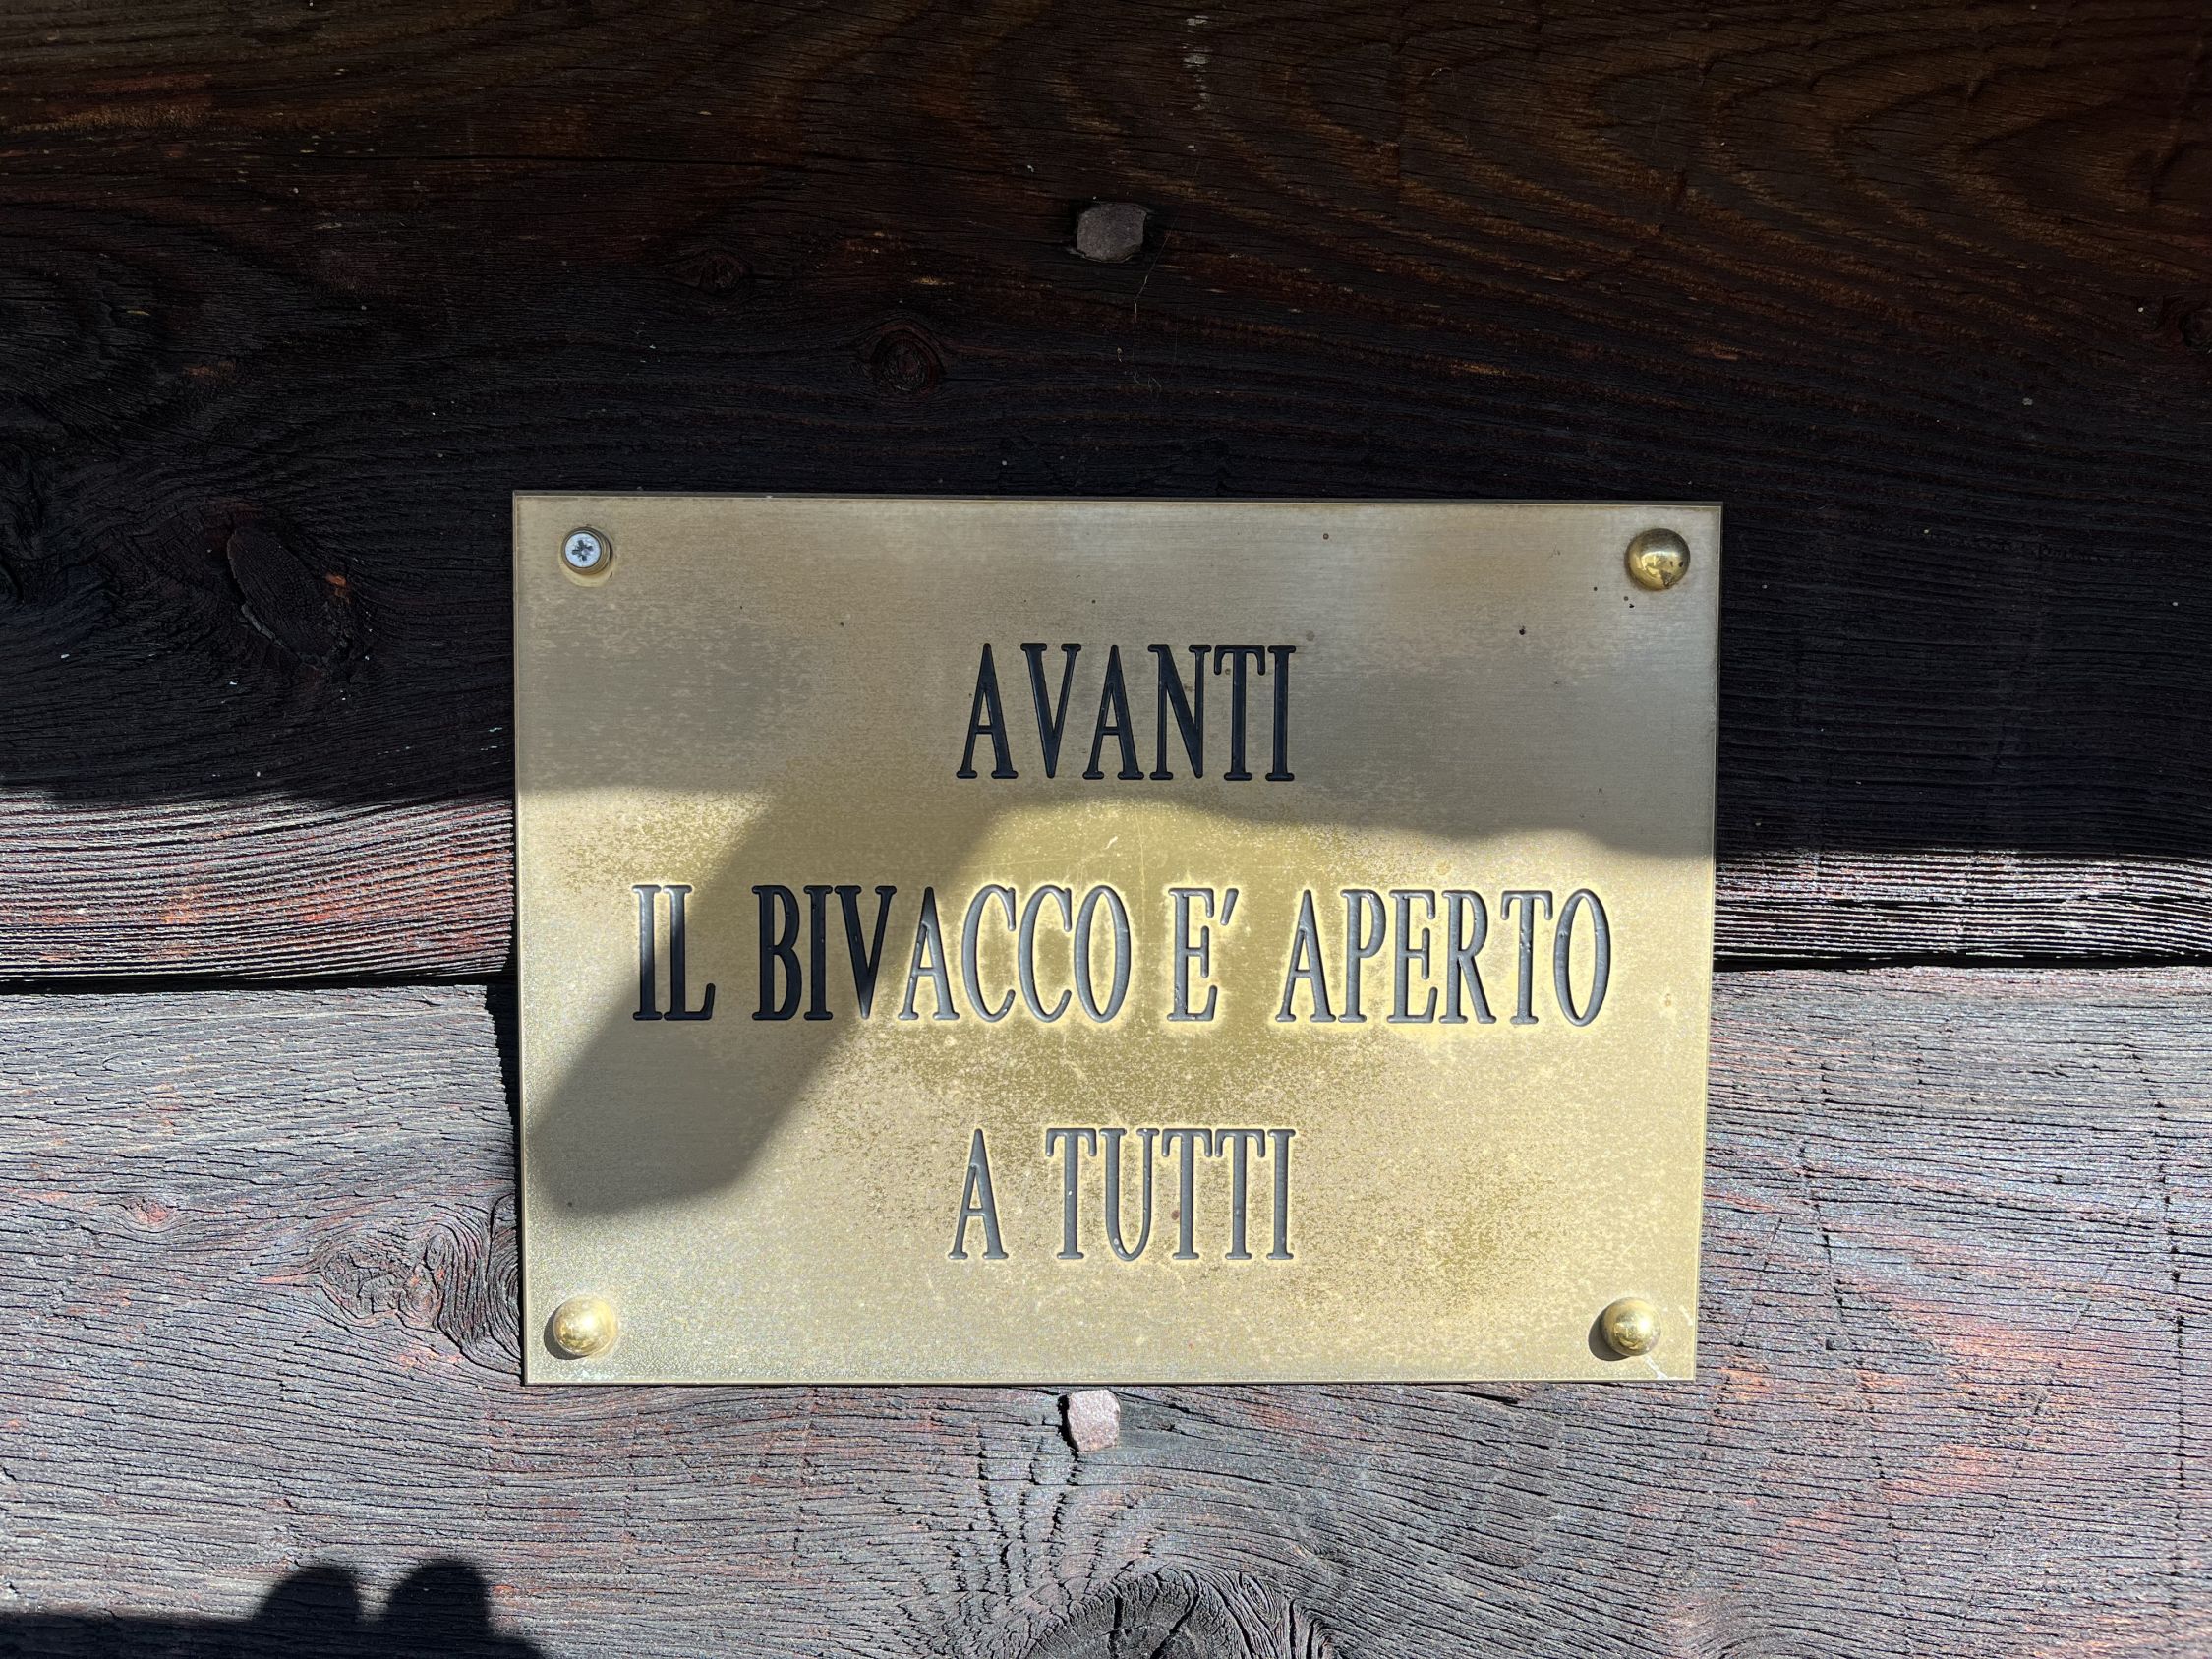 AVANTI
IL BIVACCO E' APERTO
A TUTTI